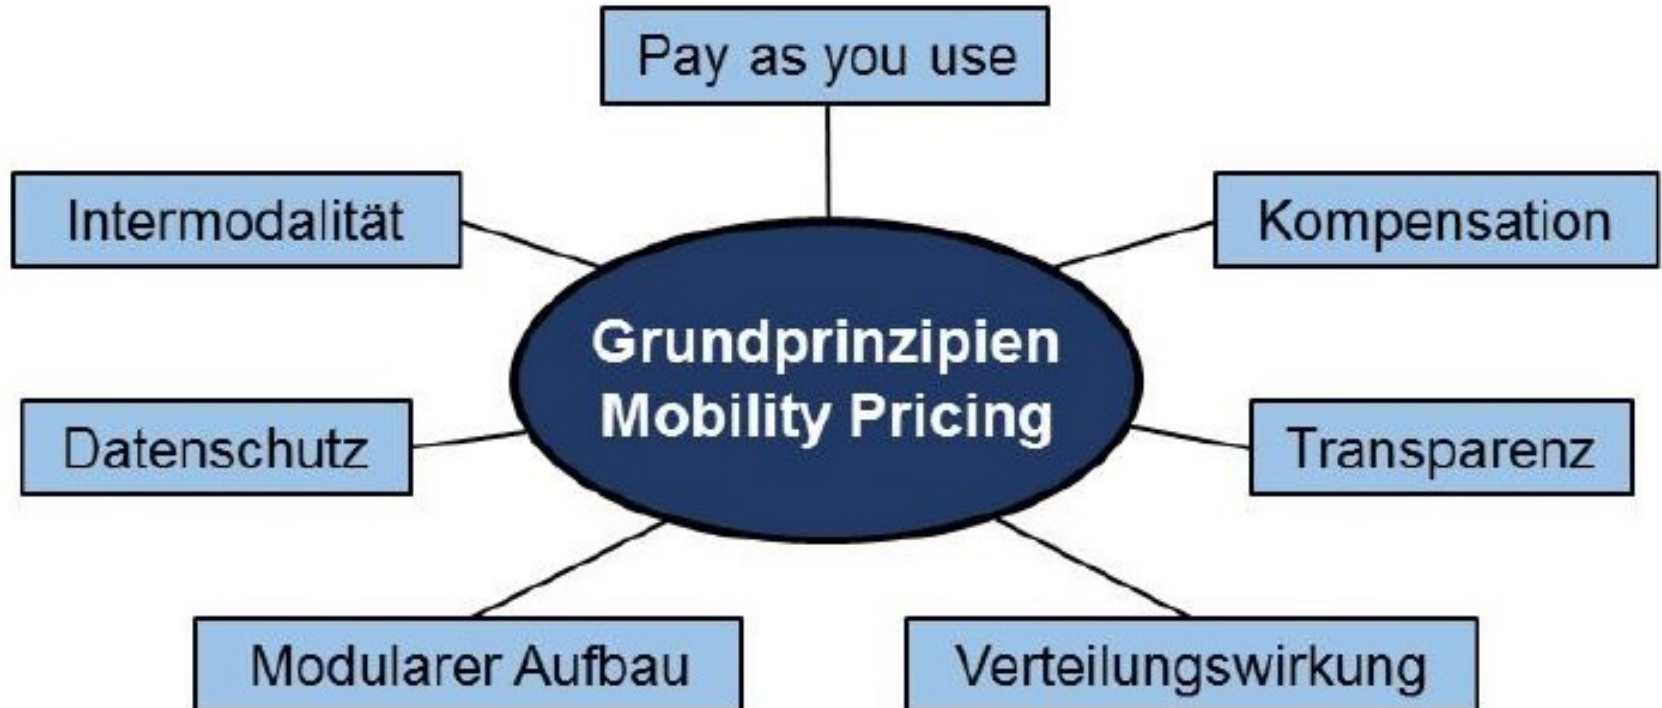 Pay as you use
Intermodalität
Kompensation
Grundprinzipien
Mobility Pricing
Datenschutz
Transparenz
Modularer Aufbau
Verteilungswirkung